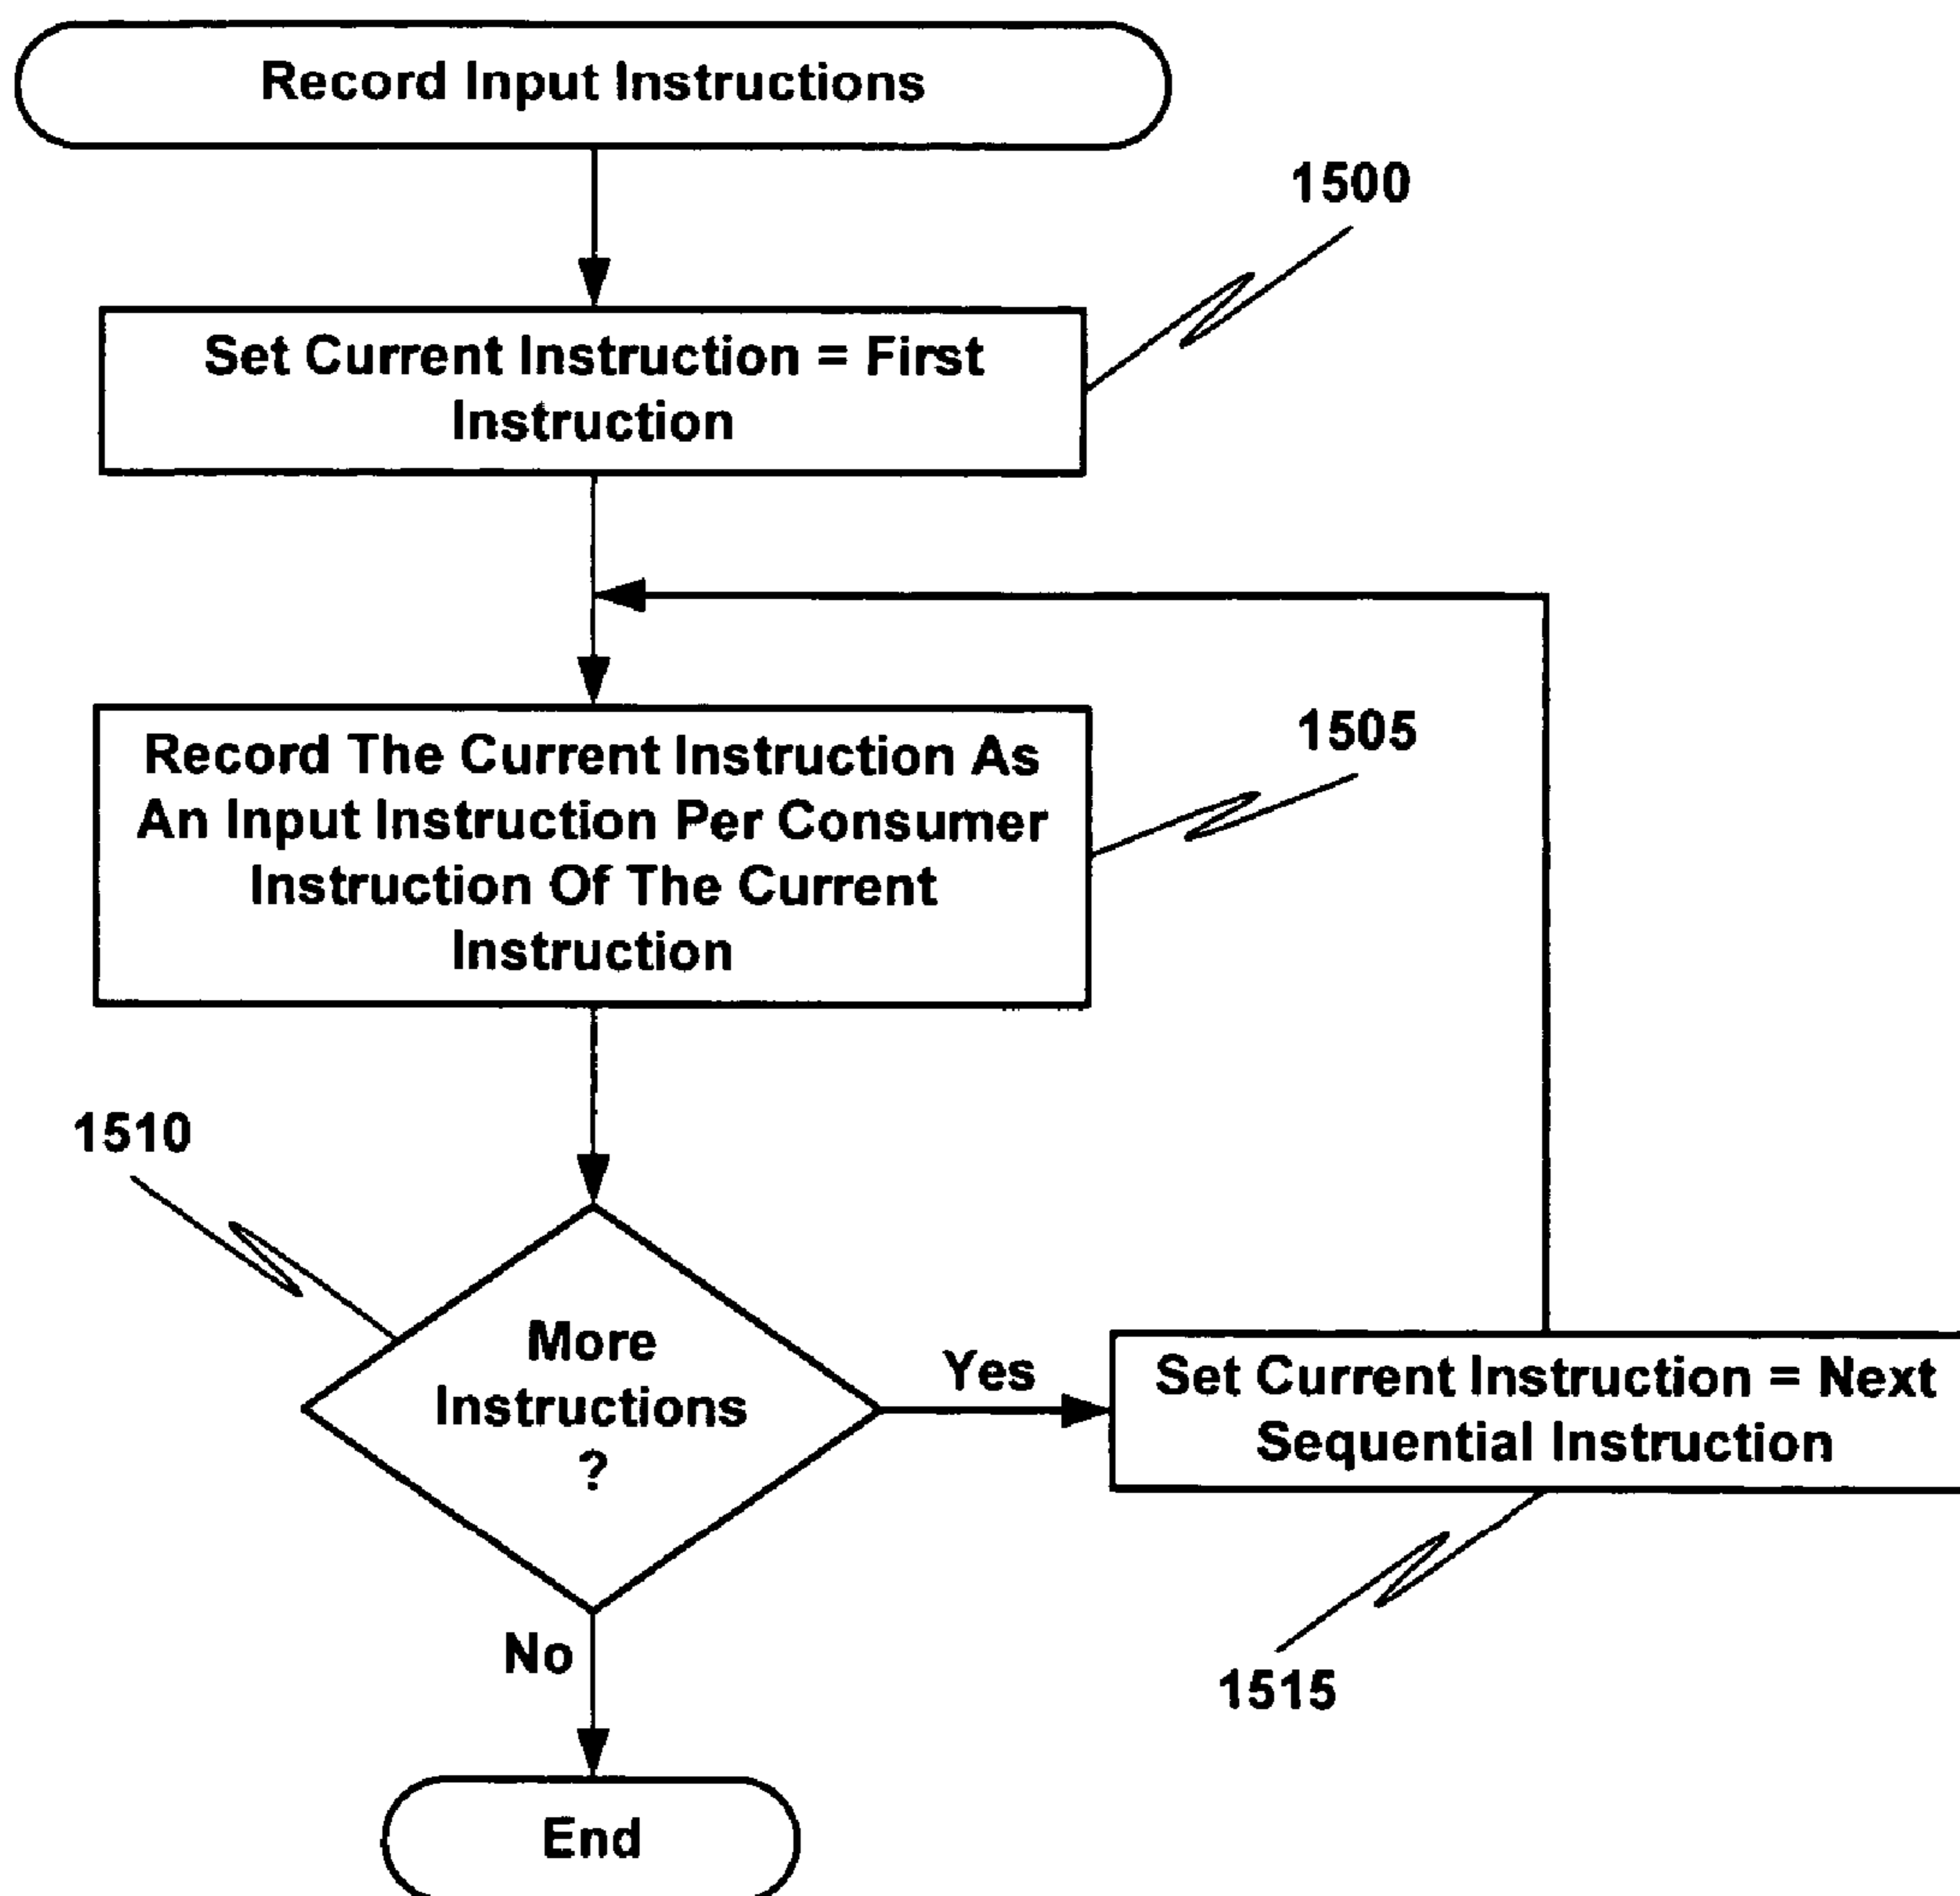 Record Input Instructions
1500
Set Current Instruction = First
Instruction
1505
Record The Current Instruction As
An Input Instruction Per Consumer
Instruction Of The Current
Instruction
1510
More
Instructions
?
Yes
Set Current Instruction = Next
Sequential Instruction
No
1515
End